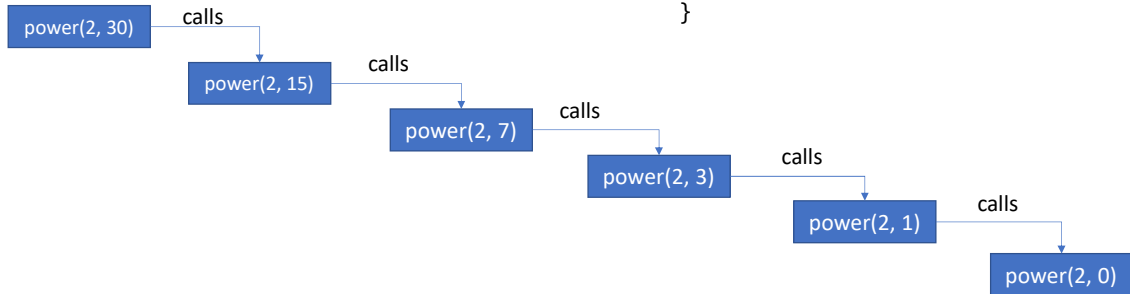 calls
}
power(2, 30)
calls
power(2, 15)
calls
power(2, 7)
calls
power(2, 3)
calls
power(2, 1)
power(2, 0)